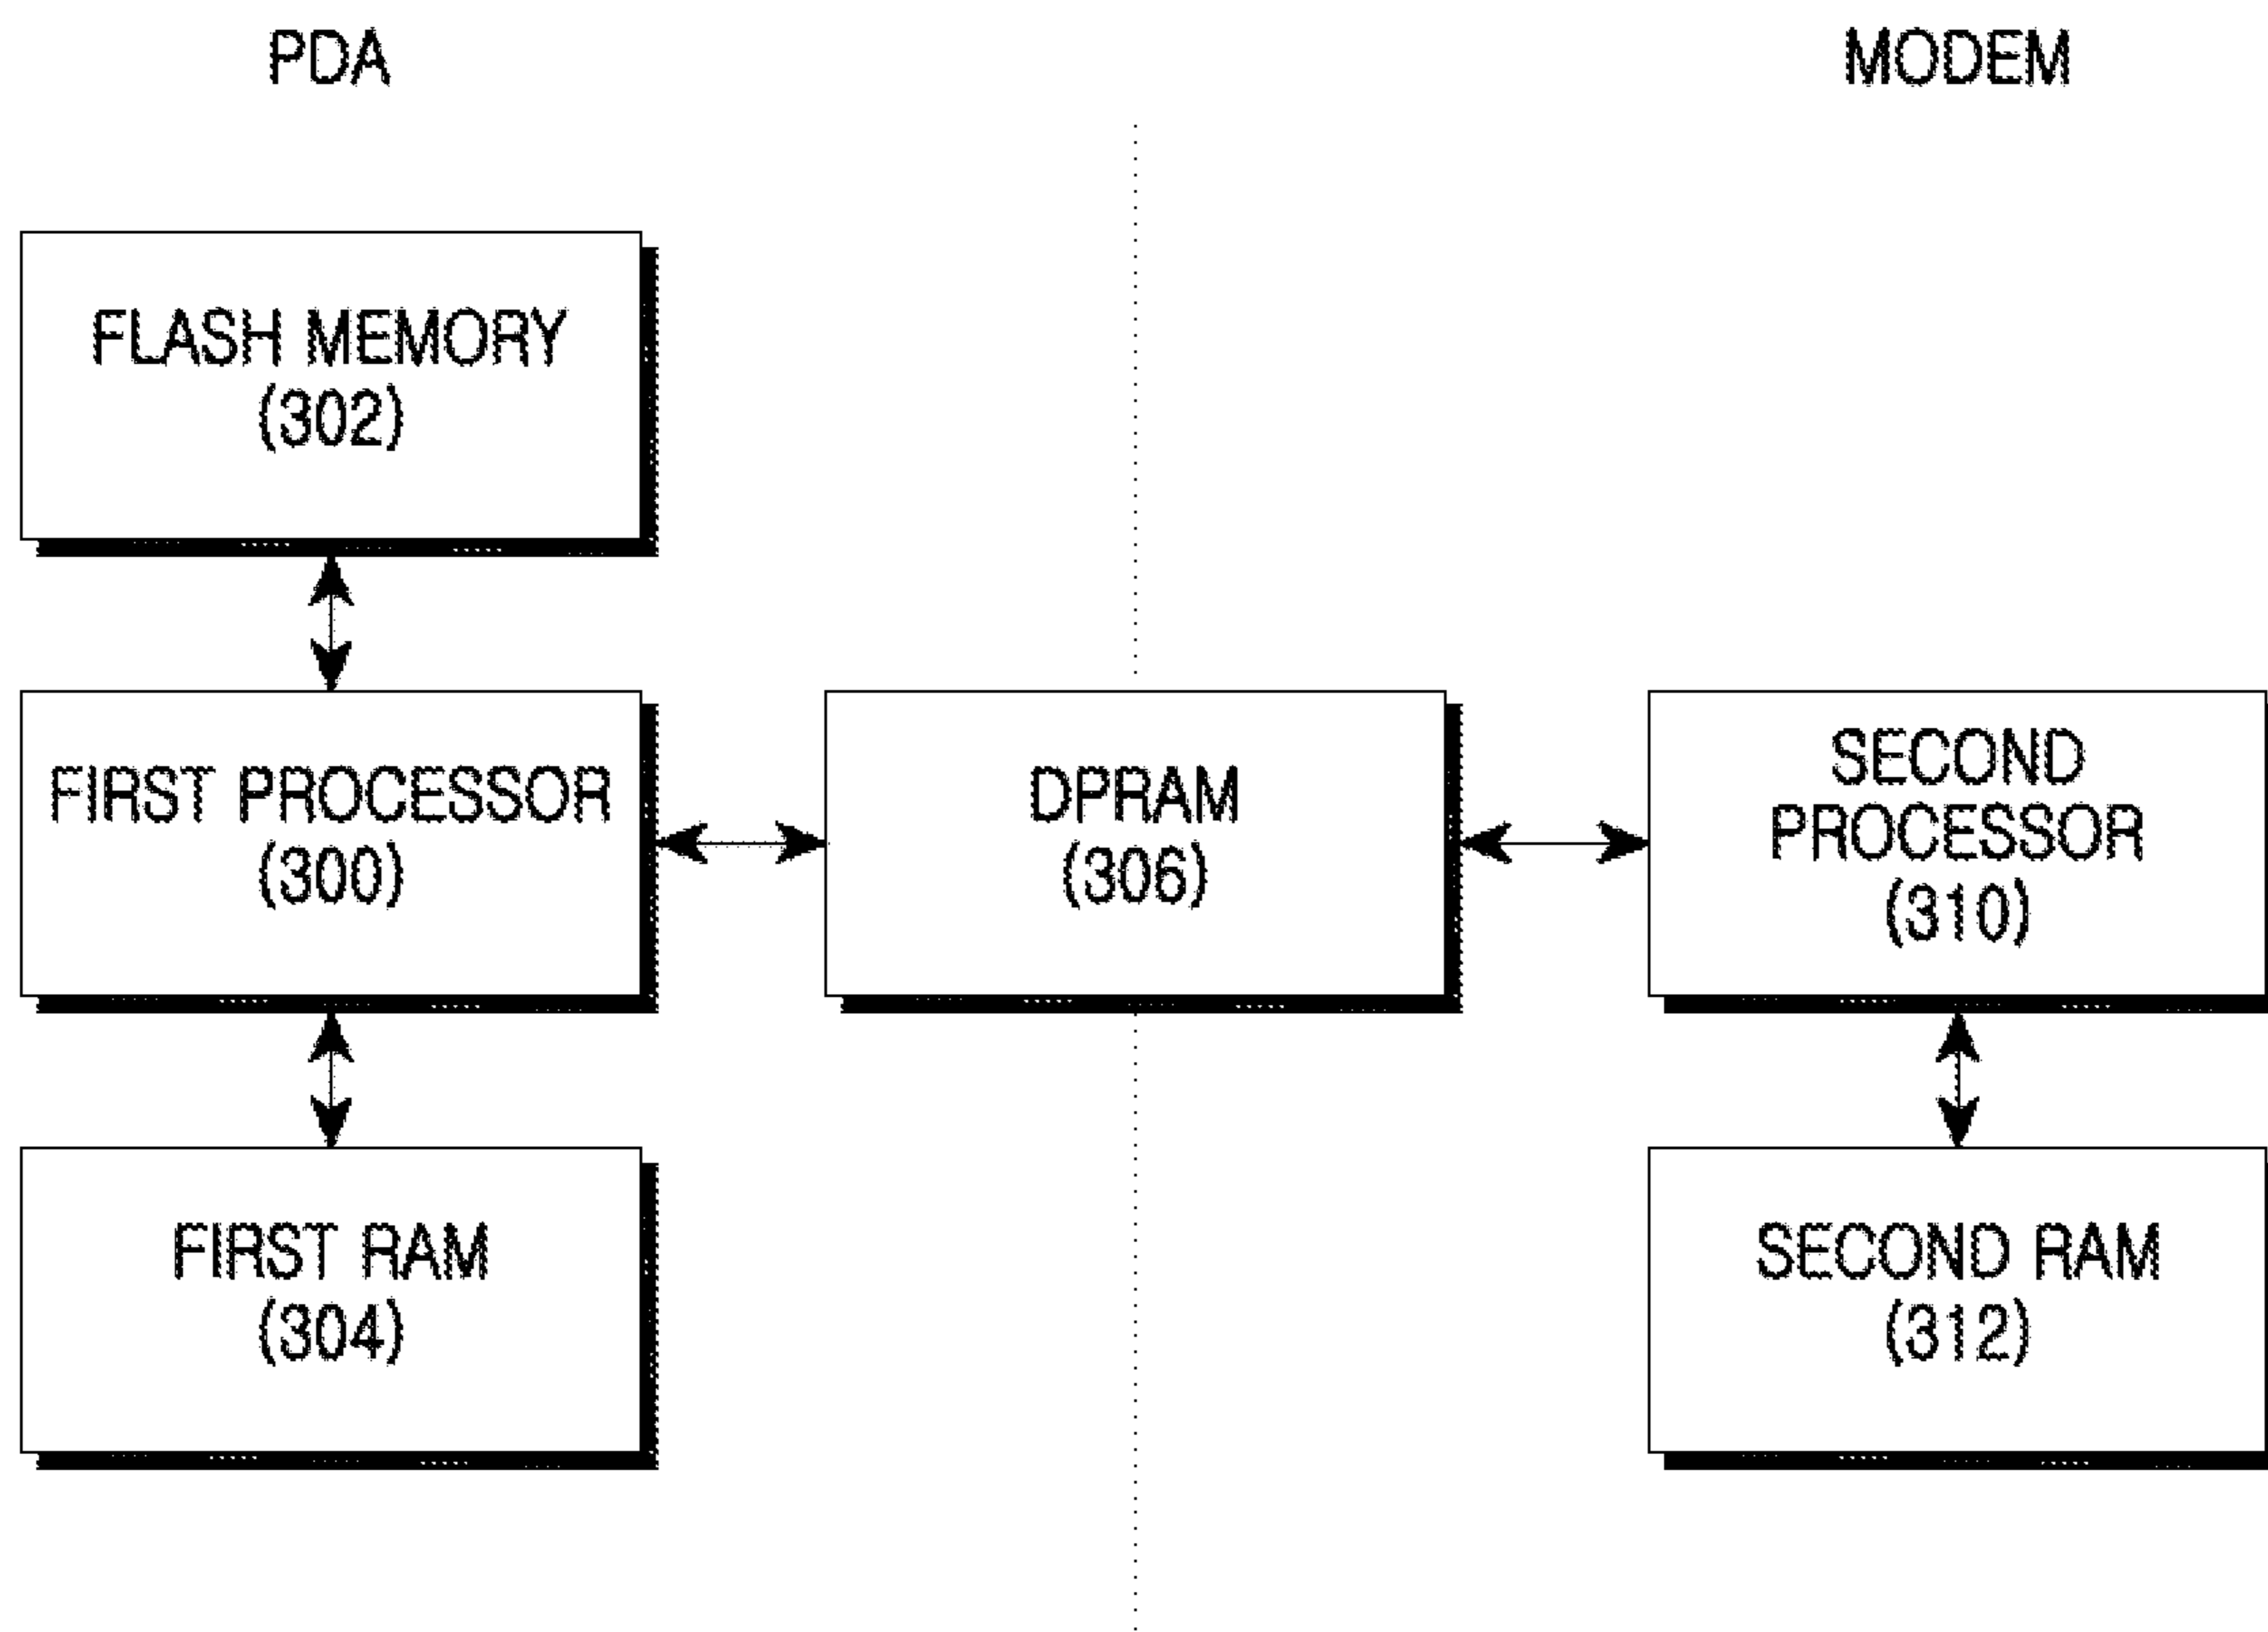 PDA
MODEM
FLASH MEMORY
(302)
FIRST PROCESSOR
(300)
DPRAM
(306)
SECOND
PROCESSOR
(310)
FIRST RAM
(304)
SECOND RAM
(312)